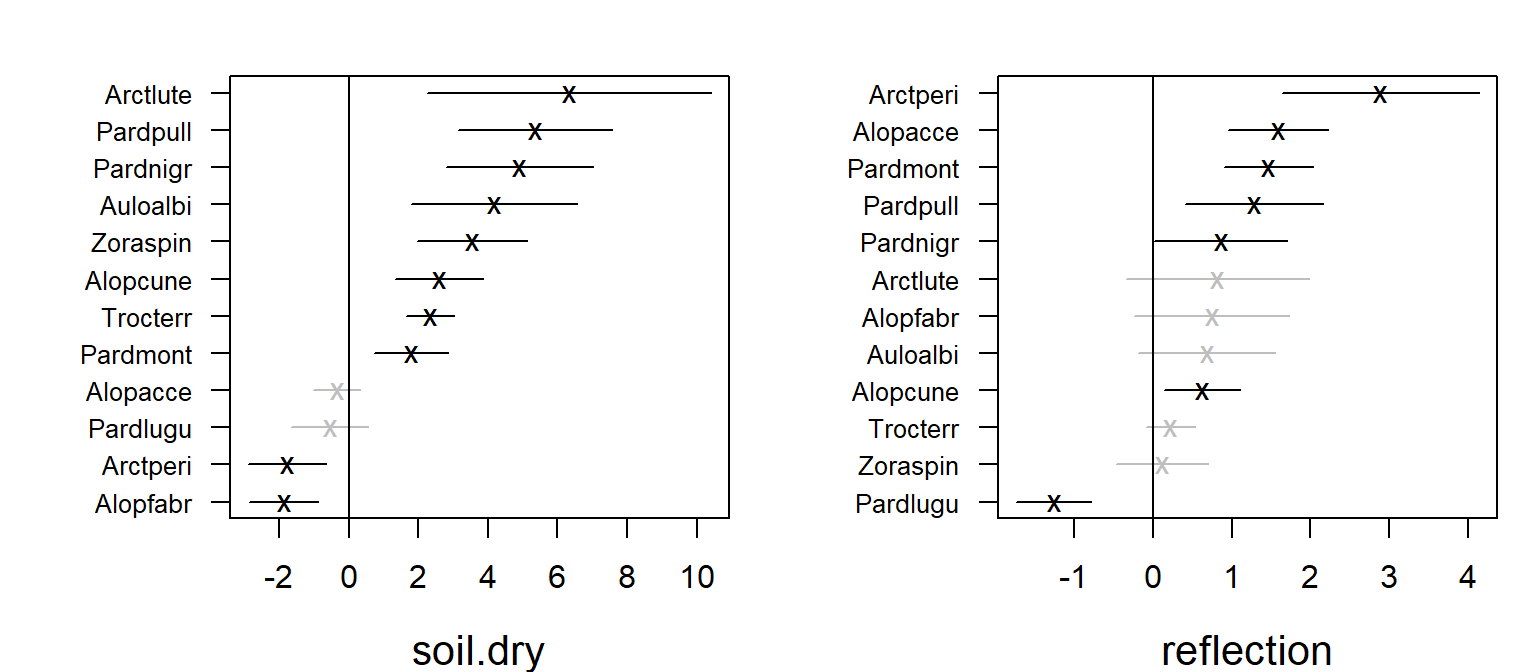 Arctlute
Pardpull
Pardnigr
Auloalbi
Zoraspin
Alopcune
Trocterr
Pardmont
Alopacce
Pardlugu
Arctperi
Alopfabr
-2 0 2 4 6 8 10
soil.dry
Arctperi
Alopacce
Pardmont
Pardpull
Pardnigr
Arctlute
Alopfabr
Auloalbi
Alopcune
Trocterr
Zoraspin
Pardlugu
-1 0 1 2 3 4
reflection